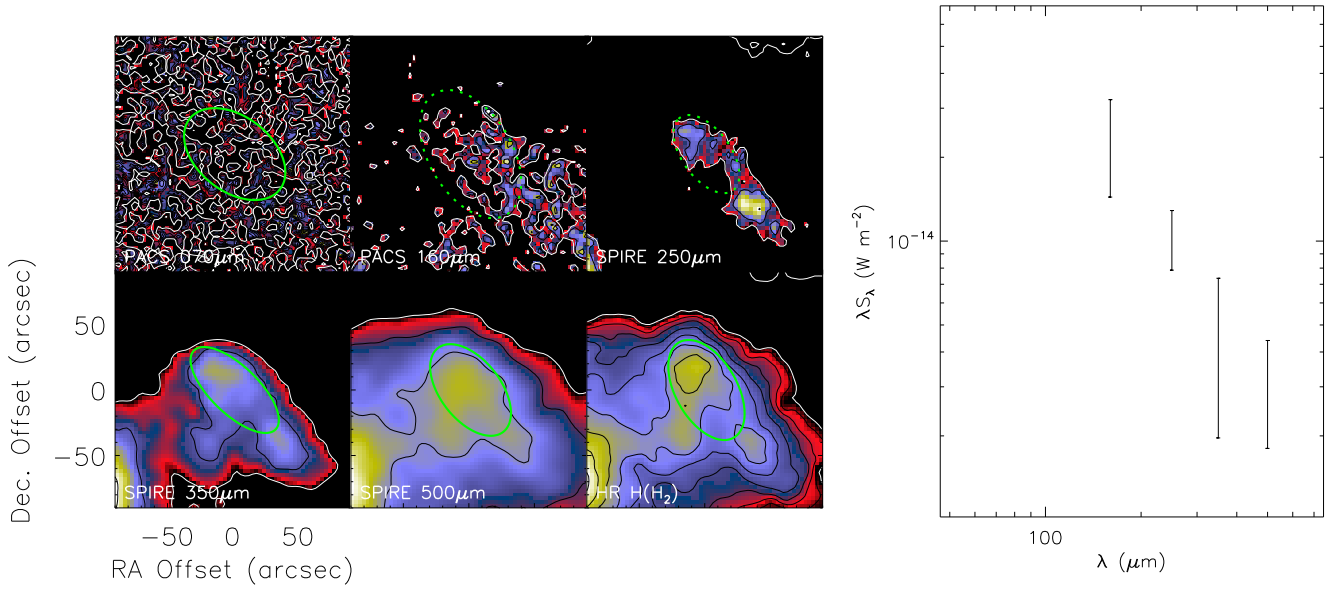 PACS 070μm
PACS 160μm
SPIRE 250μm
SPIRE 350μm
SPIRE 500μm
HR H(H₂)
Dec. Offset (arcsec)
50
0
−50
−50 0 50
RA Offset (arcsec)
λSλ (W m⁻²)
10⁻¹⁴
100
λ (μm)